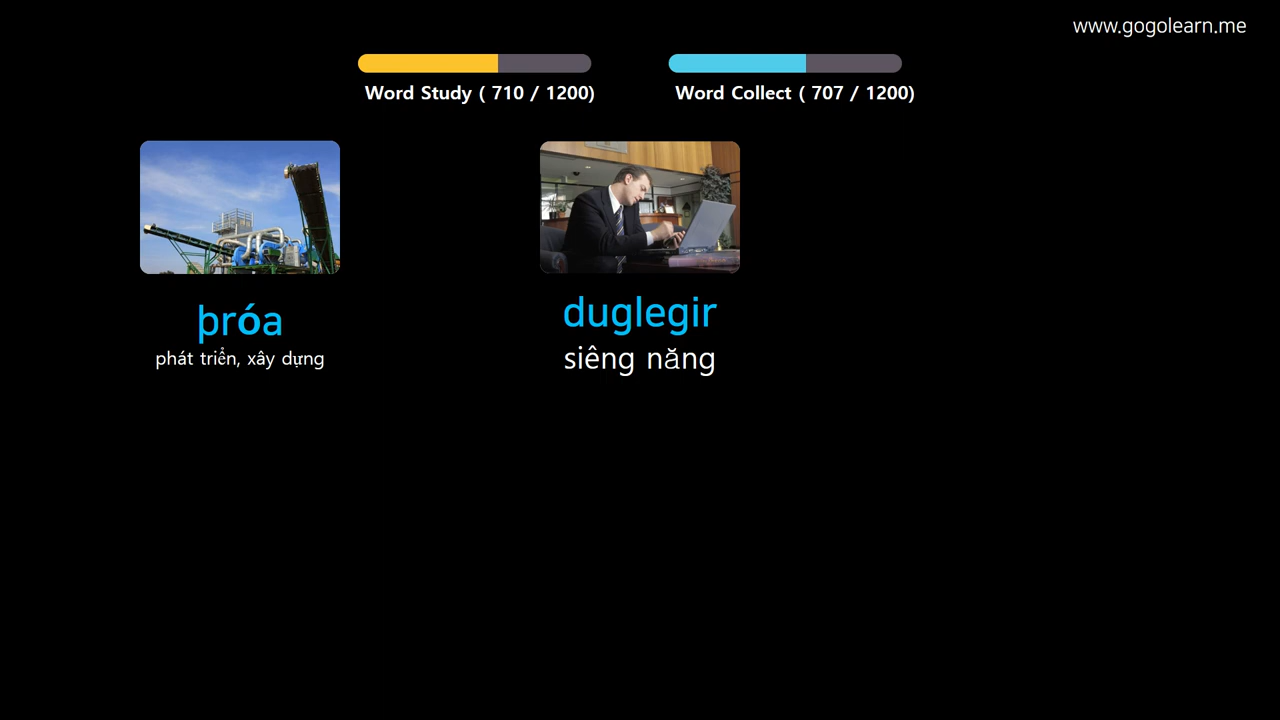 www.gogolearn.me
Word Study ( 710 / 1200)
Word Collect ( 707 / 1200)
þróa
phát triển, xây dựng
duglegir
siêng năng